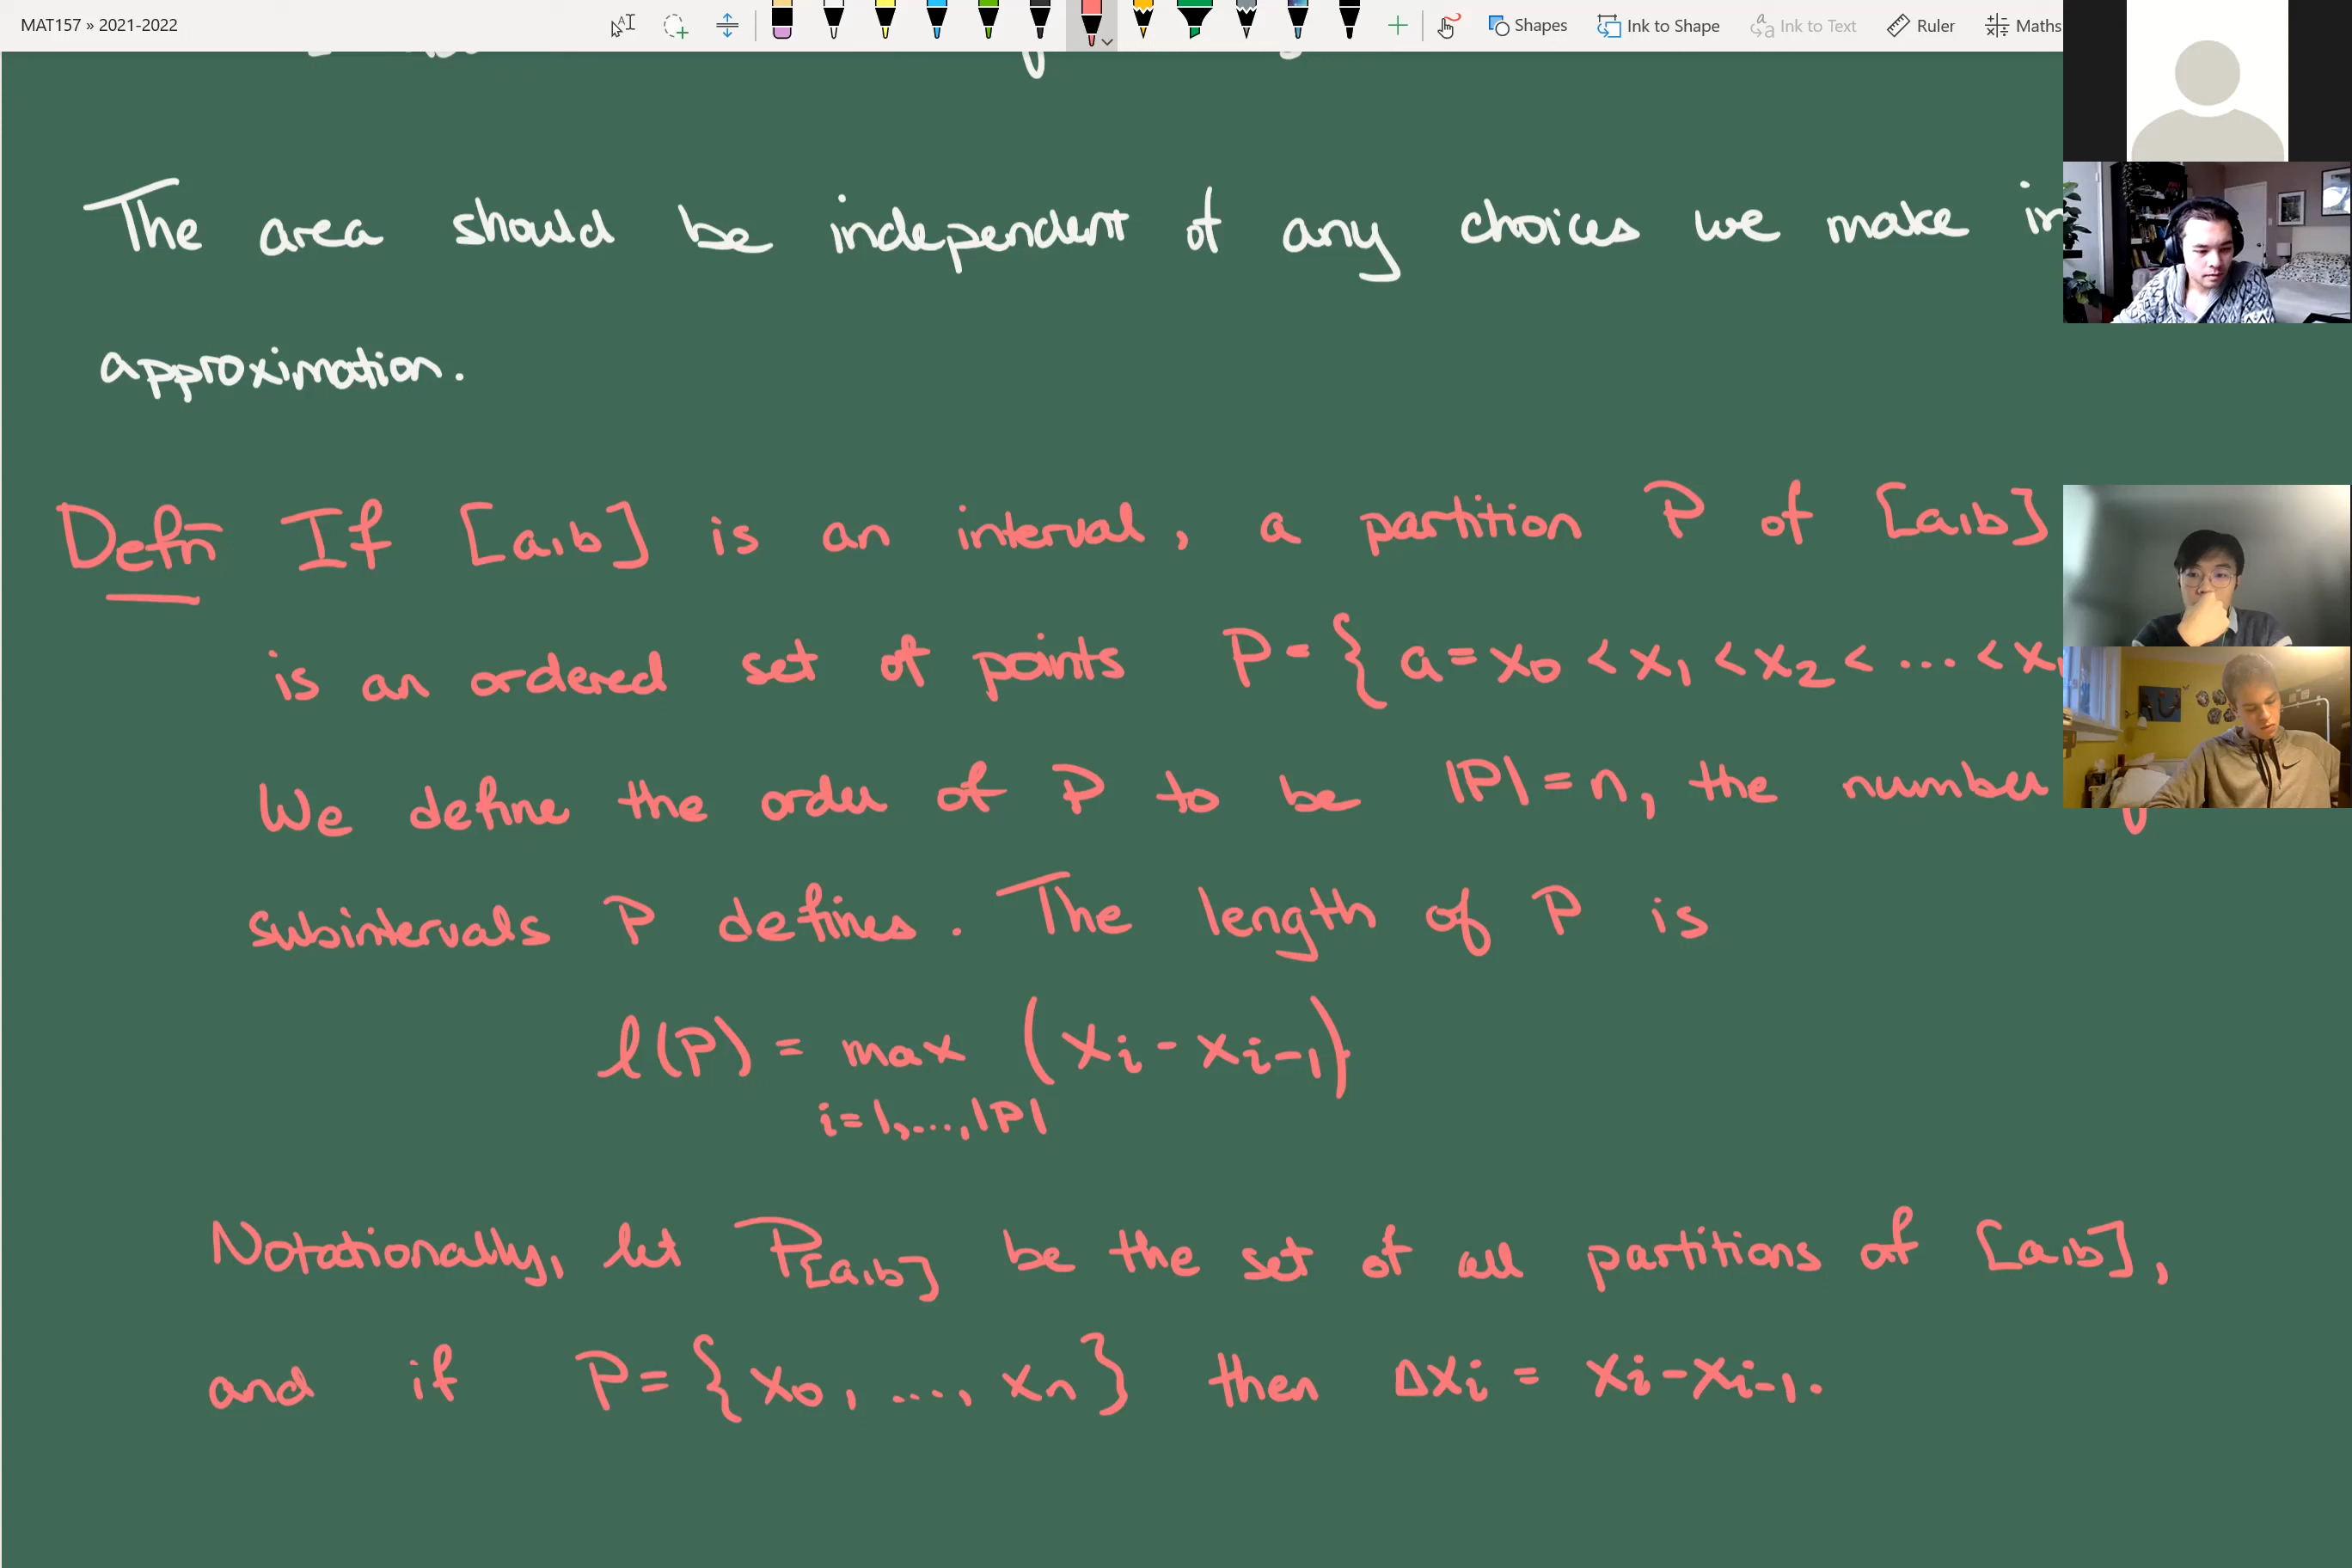 MAT157 » 2021-2022
Shapes
Ink to Shape
Ink to Text
Ruler
Maths
The area should be independent of any choices we make in
approximation.
Defn If [a,b] is an interval, a partition P of [a,b]
is an ordered set of points P = { a = x₀ < x₁ < x₂ < ... < x
We define the order of P to be |P| = n, the number
subintervals P defines. The length of P is
ℓ(P) = max (xᵢ - xᵢ₋₁)
i=1,...,|P|
Notationally, let P[a,b] be the set of all partitions of [a,b],
and if P = {x₀, ..., xₙ} then Δxᵢ = xᵢ - xᵢ₋₁.